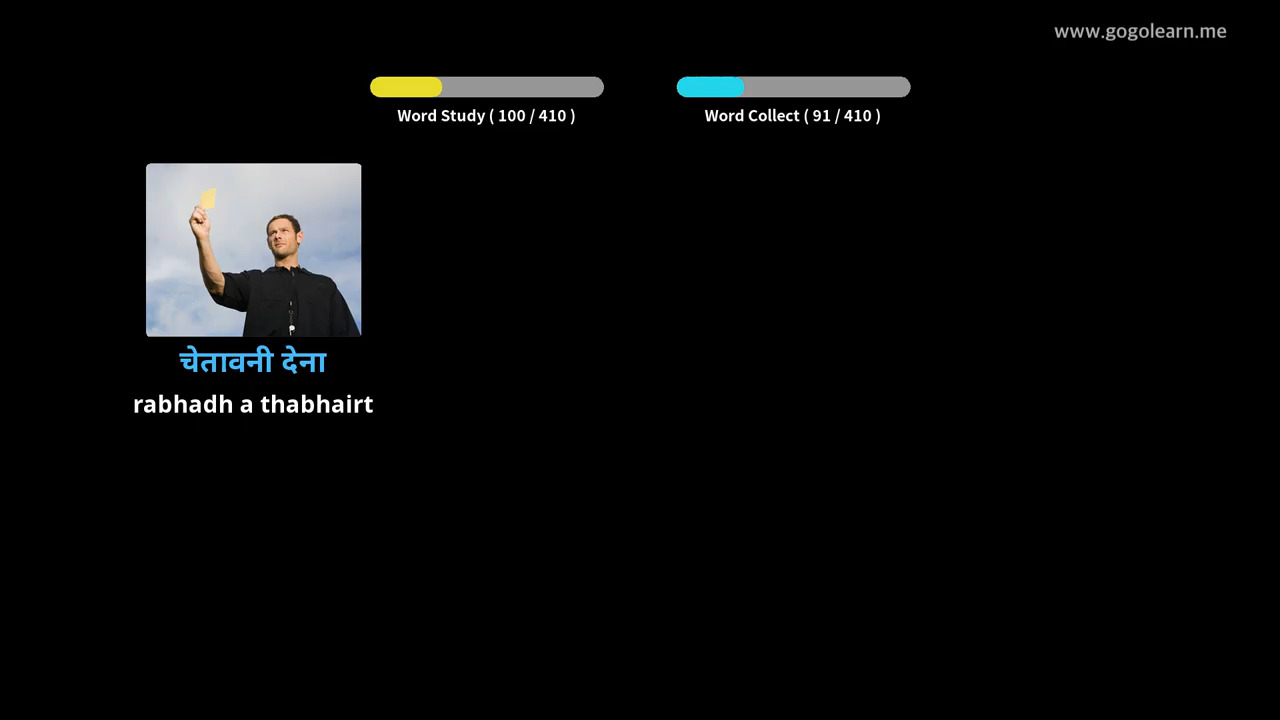 www.gogolearn.me
Word Study ( 100 / 410 )
Word Collect ( 91 / 410 )
चेतावनी देना
rabhadh a thabhairt